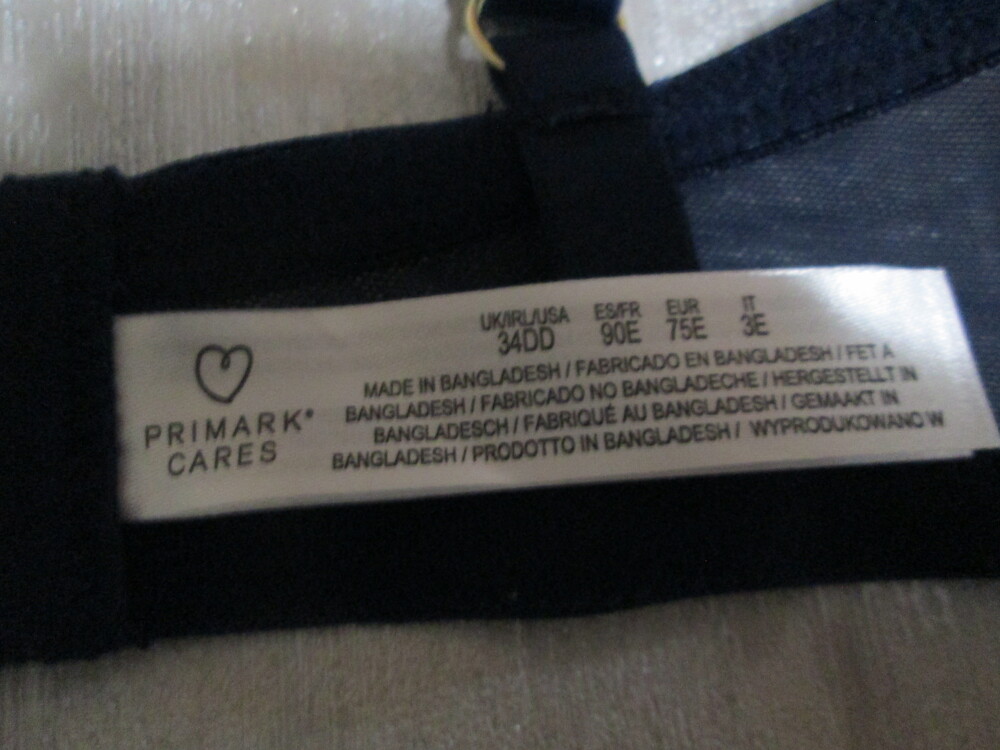 UK/IRL/USA ES/FR EUR IT
34DD 90E 75E 3E
MADE IN BANGLADESH / FABRICADO EN BANGLADESH / FET A
BANGLADESH / FABRICADO NO BANGLADECHE / HERGESTELLT IN
BANGLADESCH / FABRIQUÉ AU BANGLADESH / GEMAAKT IN
BANGLADESH / PRODOTTO IN BANGLADESH / WYPRODUKOWANO W
PRIMARK®
CARES